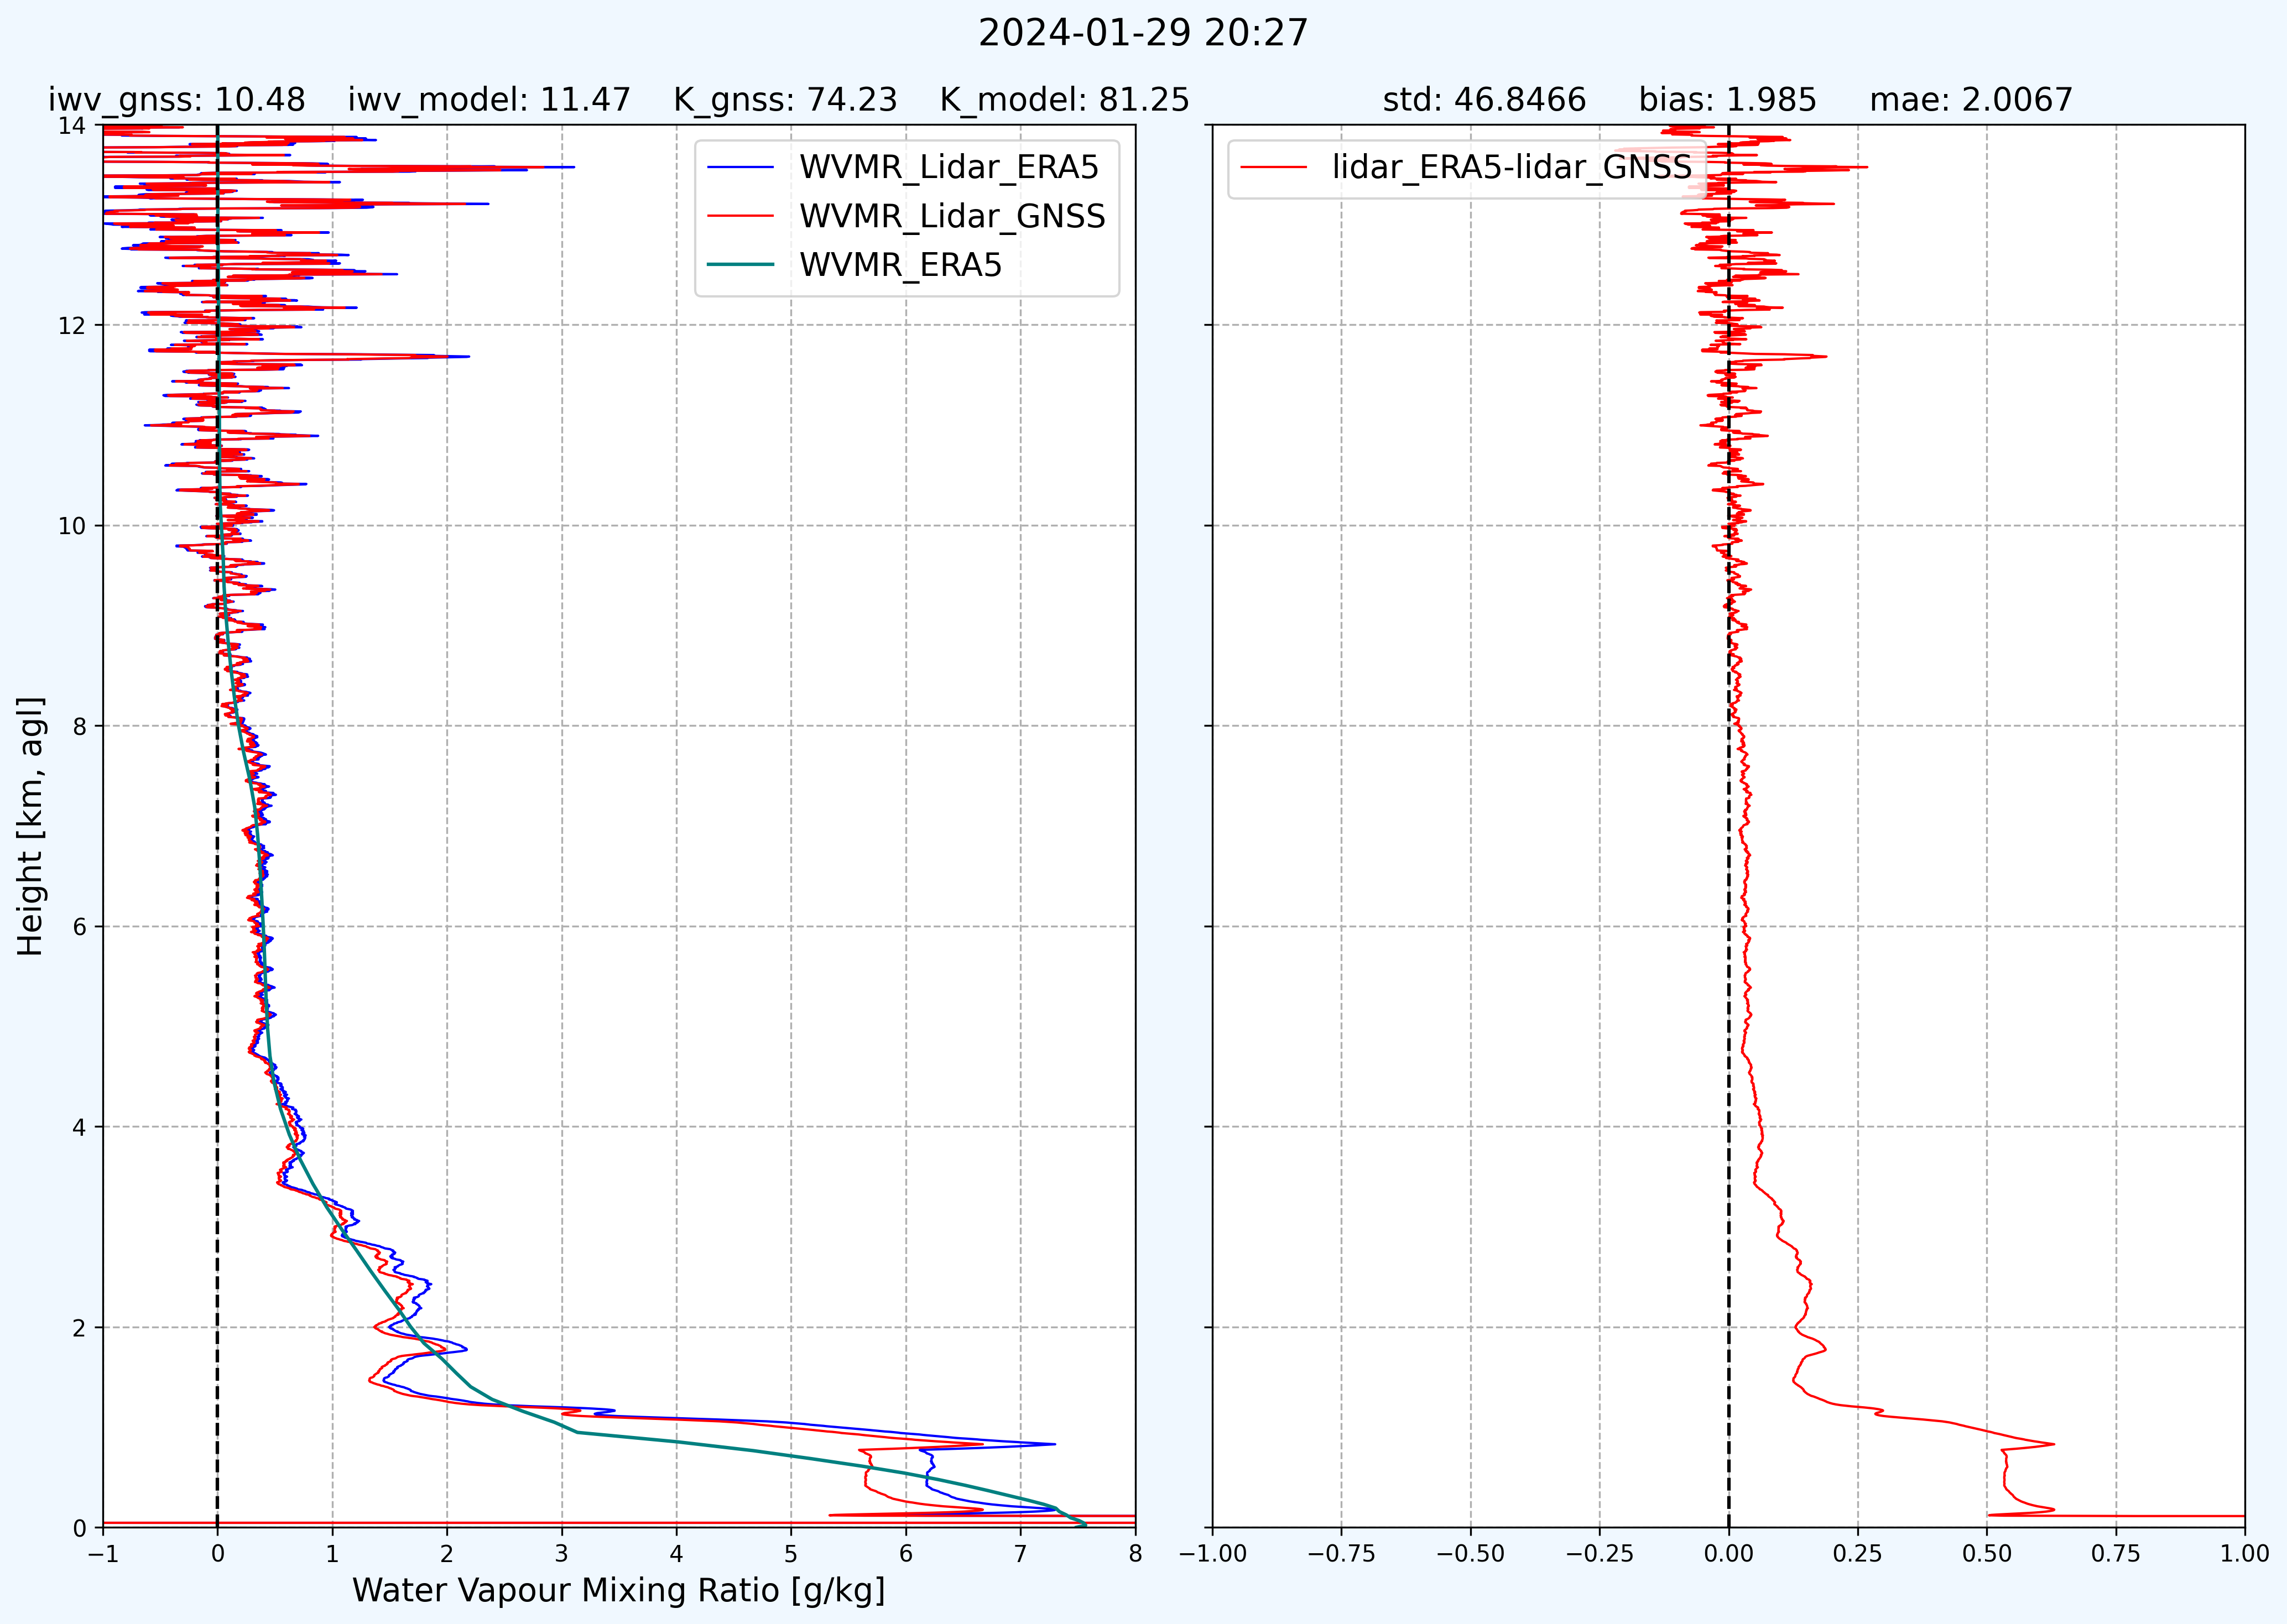 2024-01-29 20:27
iwv_gnss: 10.48 iwv_model: 11.47 K_gnss: 74.23 K_model: 81.25
std: 46.8466 bias: 1.985 mae: 2.0067
WVMR_Lidar_ERA5
WVMR_Lidar_GNSS
WVMR_ERA5
lidar_ERA5-lidar_GNSS
Height [km, agl]
14
12
10
8
6
4
2
0
−1 0 1 2 3 4 5 6 7 8
Water Vapour Mixing Ratio [g/kg]
−1.00 −0.75 −0.50 −0.25 0.00 0.25 0.50 0.75 1.00